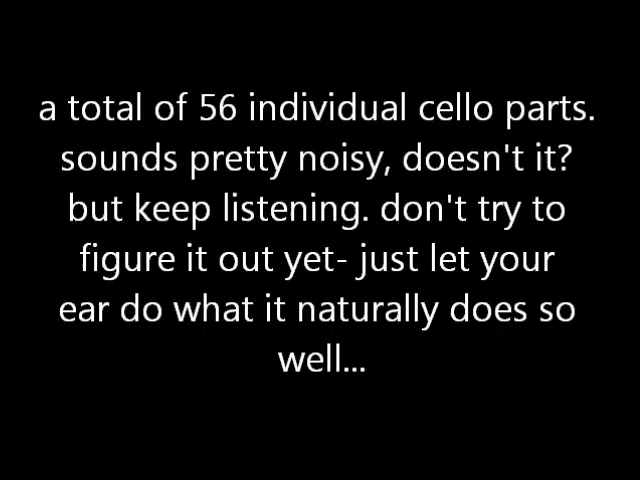 a total of 56 individual cello parts.
sounds pretty noisy, doesn't it?
but keep listening. don't try to
figure it out yet- just let your
ear do what it naturally does so
well...